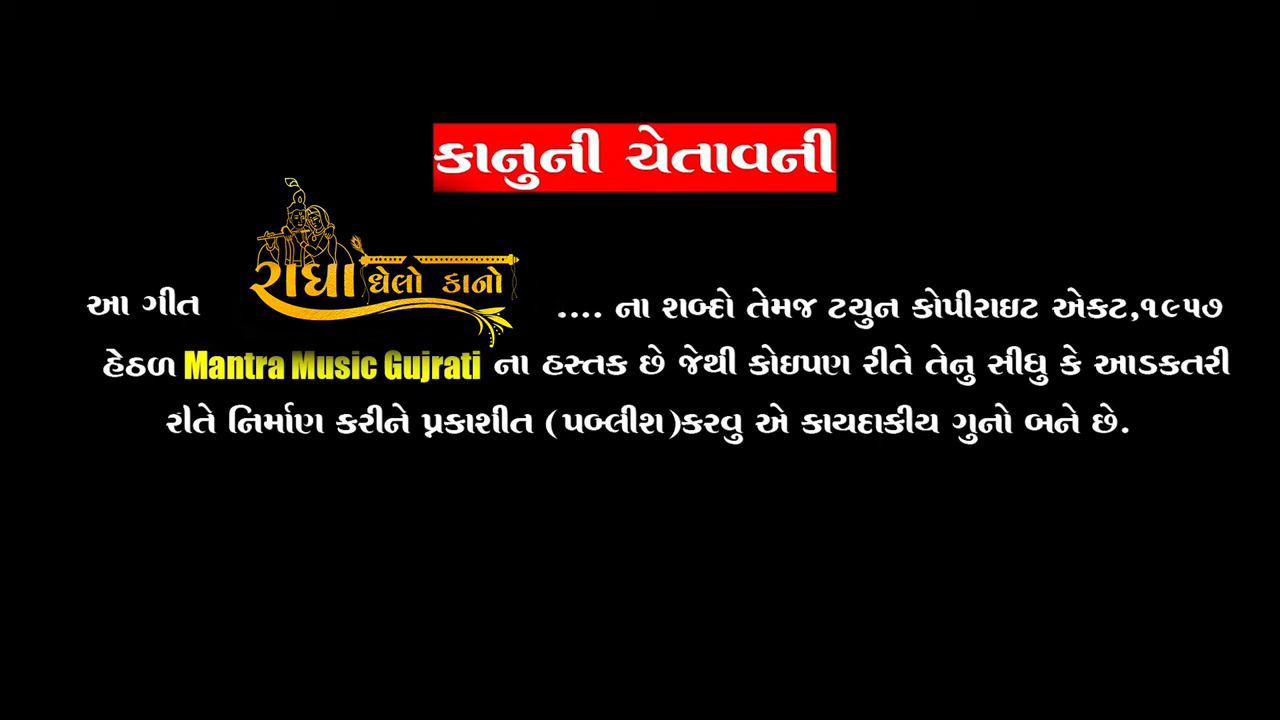 કાનુની ચેતાવની
આ ગીત રાધા ઘેલો કાનો .... ના શબ્દો તેમજ ટયુન કોપીરાઇટ એકટ,૧૯૫૭
હેઠળ Mantra Music Gujrati ના હસ્તક છે જેથી કોઇપણ રીતે તેનુ સીધુ કે આડકતરી
રીતે નિર્માણ કરીને પ્રકાશીત (પબ્લીશ)કરવુ એ કાયદાકીય ગુનો બને છે.